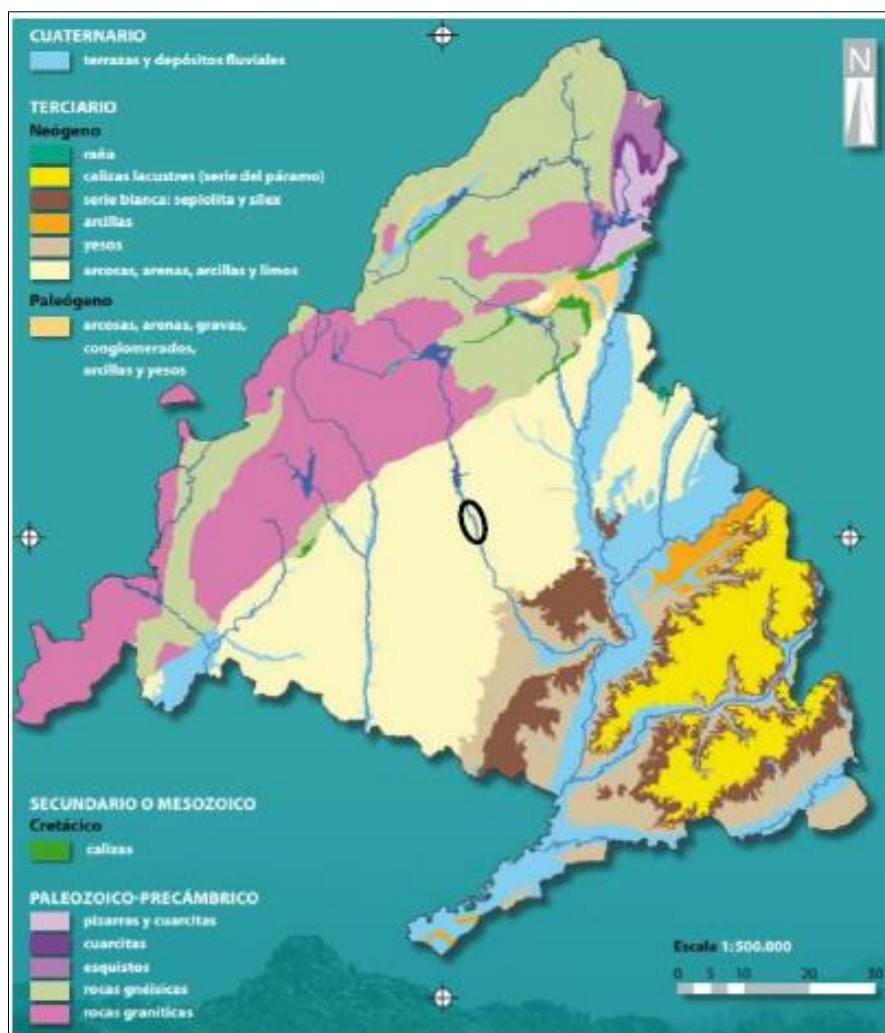 CUATERNARIO
terrazas y depósitos fluviales
TERCIARIO
Neógeno
raña
calizas lacustres (serie del páramo)
serie blanca: sepiolita y sílex
arcillas
yesos
arcosas, arenas, arcillas y limos
Paleógeno
arcosas, arenas, gravas,
conglomerados,
arcillas y yesos
N
SECUNDARIO O MESOZOICO
Cretácico
calizas
PALEOZOICO-PRECÁMBRICO
pizarras y cuarcitas
cuarcitas
esquistos
rocas gnéisicas
rocas graníticas
Escala 1:500.000
0 5 10 20 30